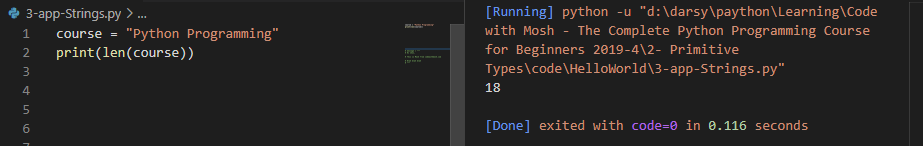 3-app-Strings.py > ...
1 course = "Python Programming"
2 print(len(course))
3
4
5
6
7
[Running] python -u "d:\darsy\paython\Learning\Code
with Mosh - The Complete Python Programming Course
for Beginners 2019-4\2- Primitive
Types\code\HelloWorld\3-app-Strings.py"
18
[Done] exited with code=0 in 0.116 seconds